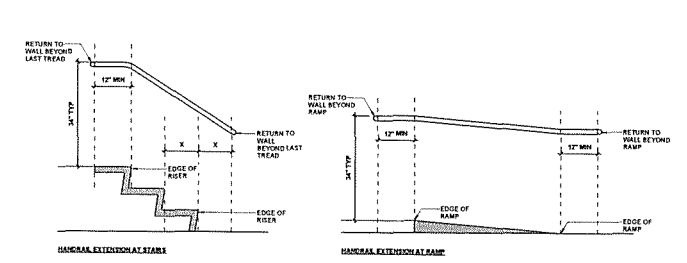 RETURN TO
WALL BEYOND
LAST TREAD
12" MIN
34" TYP
X
X
RETURN TO
WALL
BEYOND LAST
TREAD
EDGE OF
RISER
EDGE OF
RISER
HANDRAIL EXTENSION AT STAIRS
RETURN TO
WALL BEYOND
RAMP
12" MIN
34" TYP
12" MIN
RETURN TO
WALL BEYOND
RAMP
EDGE OF
RAMP
EDGE OF
RAMP
HANDRAIL EXTENSION AT RAMP